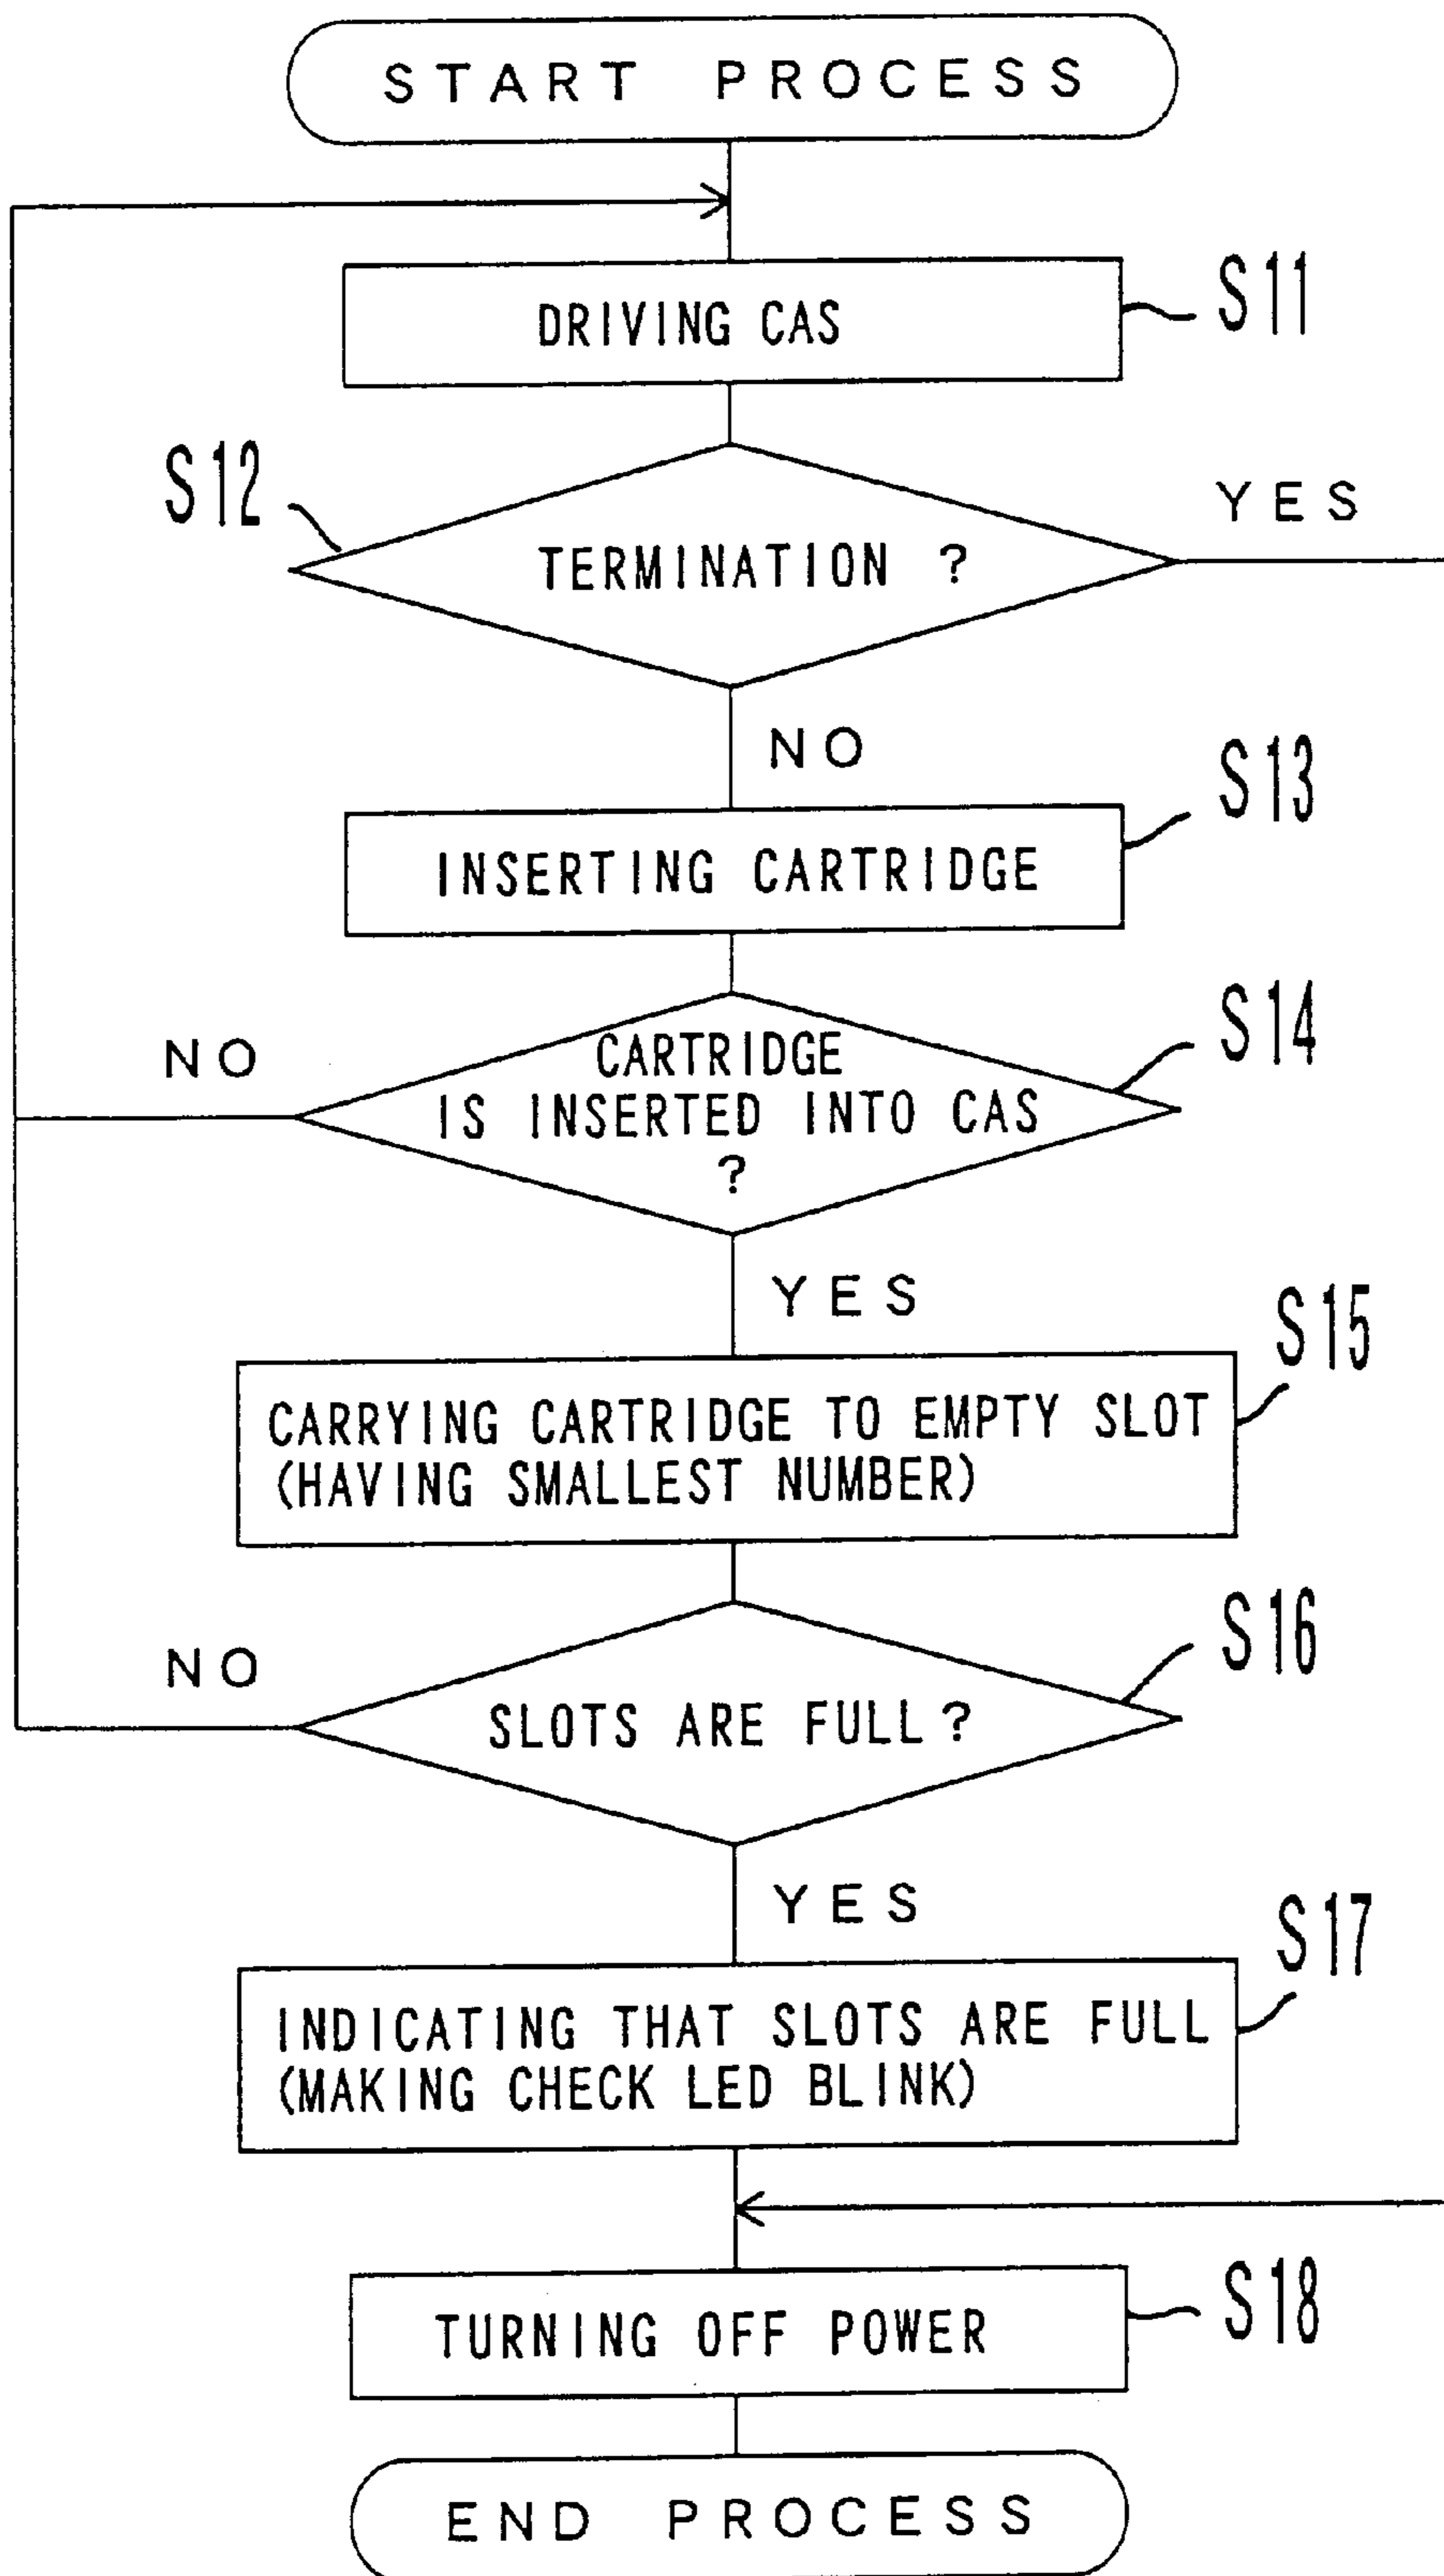 START PROCESS
DRIVING CAS
S11
S12
TERMINATION ?
YES
NO
INSERTING CARTRIDGE
S13
CARTRIDGE
IS INSERTED INTO CAS
?
S14
NO
YES
CARRYING CARTRIDGE TO EMPTY SLOT
(HAVING SMALLEST NUMBER)
S15
SLOTS ARE FULL?
S16
NO
YES
INDICATING THAT SLOTS ARE FULL
(MAKING CHECK LED BLINK)
S17
TURNING OFF POWER
S18
END PROCESS